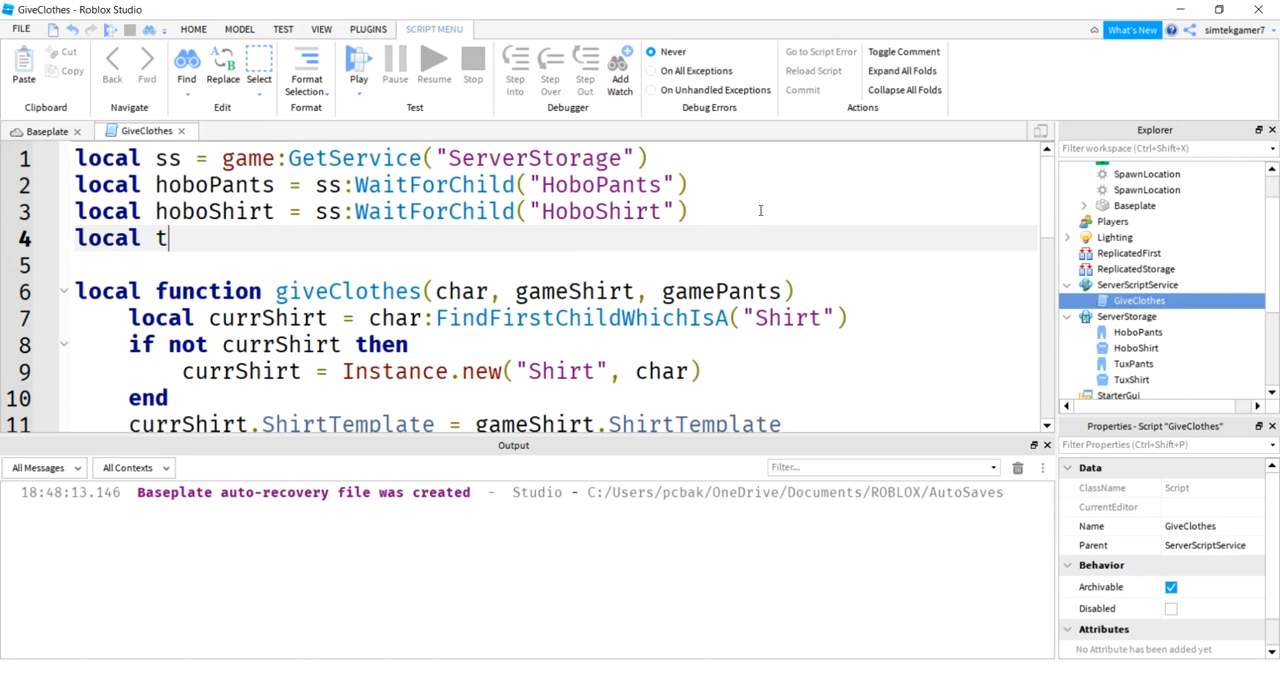 GiveClothes - Roblox Studio
FILE HOME MODEL TEST VIEW PLUGINS SCRIPT MENU What's New simtekgamer7
Cut
Copy
Paste Back Fwd Find Replace Select Format Selection Play Pause Resume Stop Step Into Step Over Step Out Add Watch
Never
On All Exceptions
On Unhandled Exceptions
Go to Script Error
Reload Script
Commit
Toggle Comment
Expand All Folds
Collapse All Folds
Clipboard Navigate Edit Format Test Debugger Debug Errors Actions
Baseplate GiveClothes
1 local ss = game:GetService("ServerStorage")
2 local hoboPants = ss:WaitForChild("HoboPants")
3 local hoboShirt = ss:WaitForChild("HoboShirt")
4 local t
5
6 local function giveClothes(char, gameShirt, gamePants)
7 local currShirt = char:FindFirstChildWhichIsA("Shirt")
8 if not currShirt then
9 currShirt = Instance.new("Shirt", char)
10 end
11 currShirt.ShirtTemplate = gameShirt.ShirtTemplate
Explorer
Filter workspace (Ctrl+Shift+X)
SpawnLocation
SpawnLocation
Baseplate
Players
Lighting
ReplicatedFirst
ReplicatedStorage
ServerScriptService
GiveClothes
ServerStorage
HoboPants
HoboShirt
TuxPants
TuxShirt
StarterGui
Output
All Messages All Contexts Filter...
18:48:13.146 Baseplate auto-recovery file was created - Studio - C:/Users/pcbak/OneDrive/Documents/ROBLOX/AutoSaves
Properties - Script "GiveClothes"
Filter Properties (Ctrl+Shift+P)
Data
ClassName Script
CurrentEditor
Name GiveClothes
Parent ServerScriptService
Behavior
Archivable
Disabled
Attributes
No Attribute has been added yet